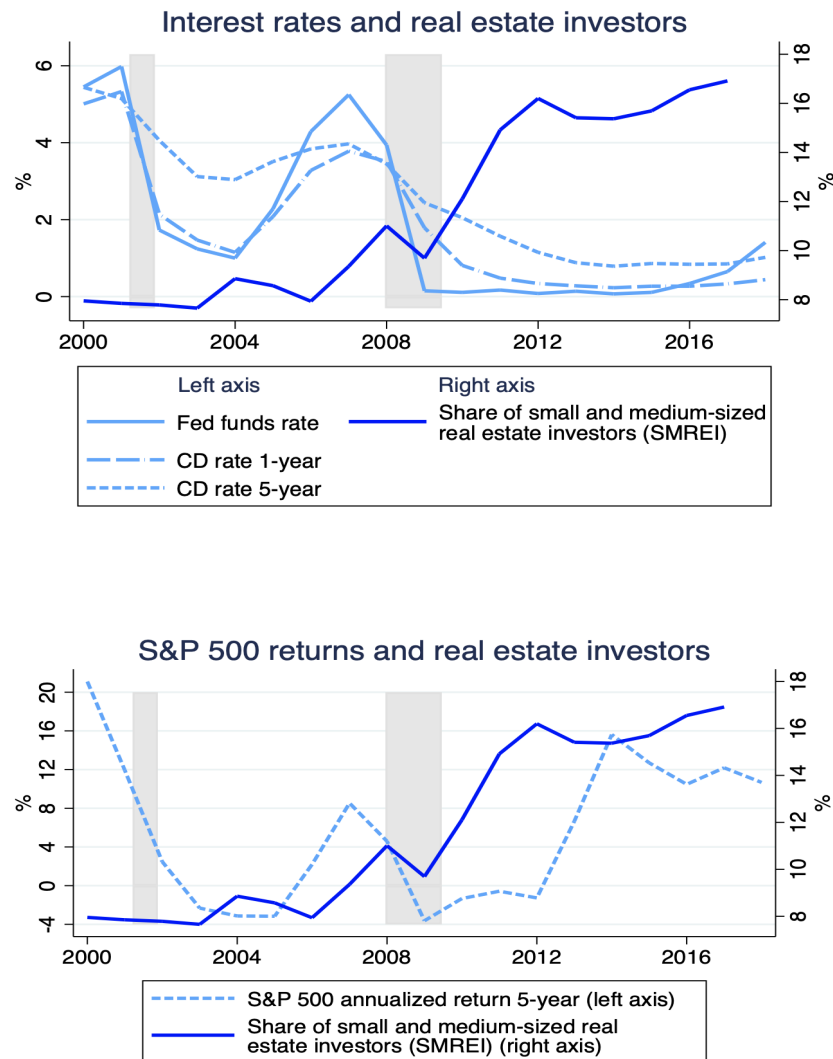 Interest rates and real estate investors
%
6
4
2
0
18
16
14
12
10
8
%
2000 2004 2008 2012 2016
Left axis Right axis
Fed funds rate
Share of small and medium-sized
real estate investors (SMREI)
CD rate 1-year
CD rate 5-year
S&P 500 returns and real estate investors
%
20
16
12
8
4
0
-4
18
16
14
12
10
8
%
2000 2004 2008 2012 2016
S&P 500 annualized return 5-year (left axis)
Share of small and medium-sized real
estate investors (SMREI) (right axis)